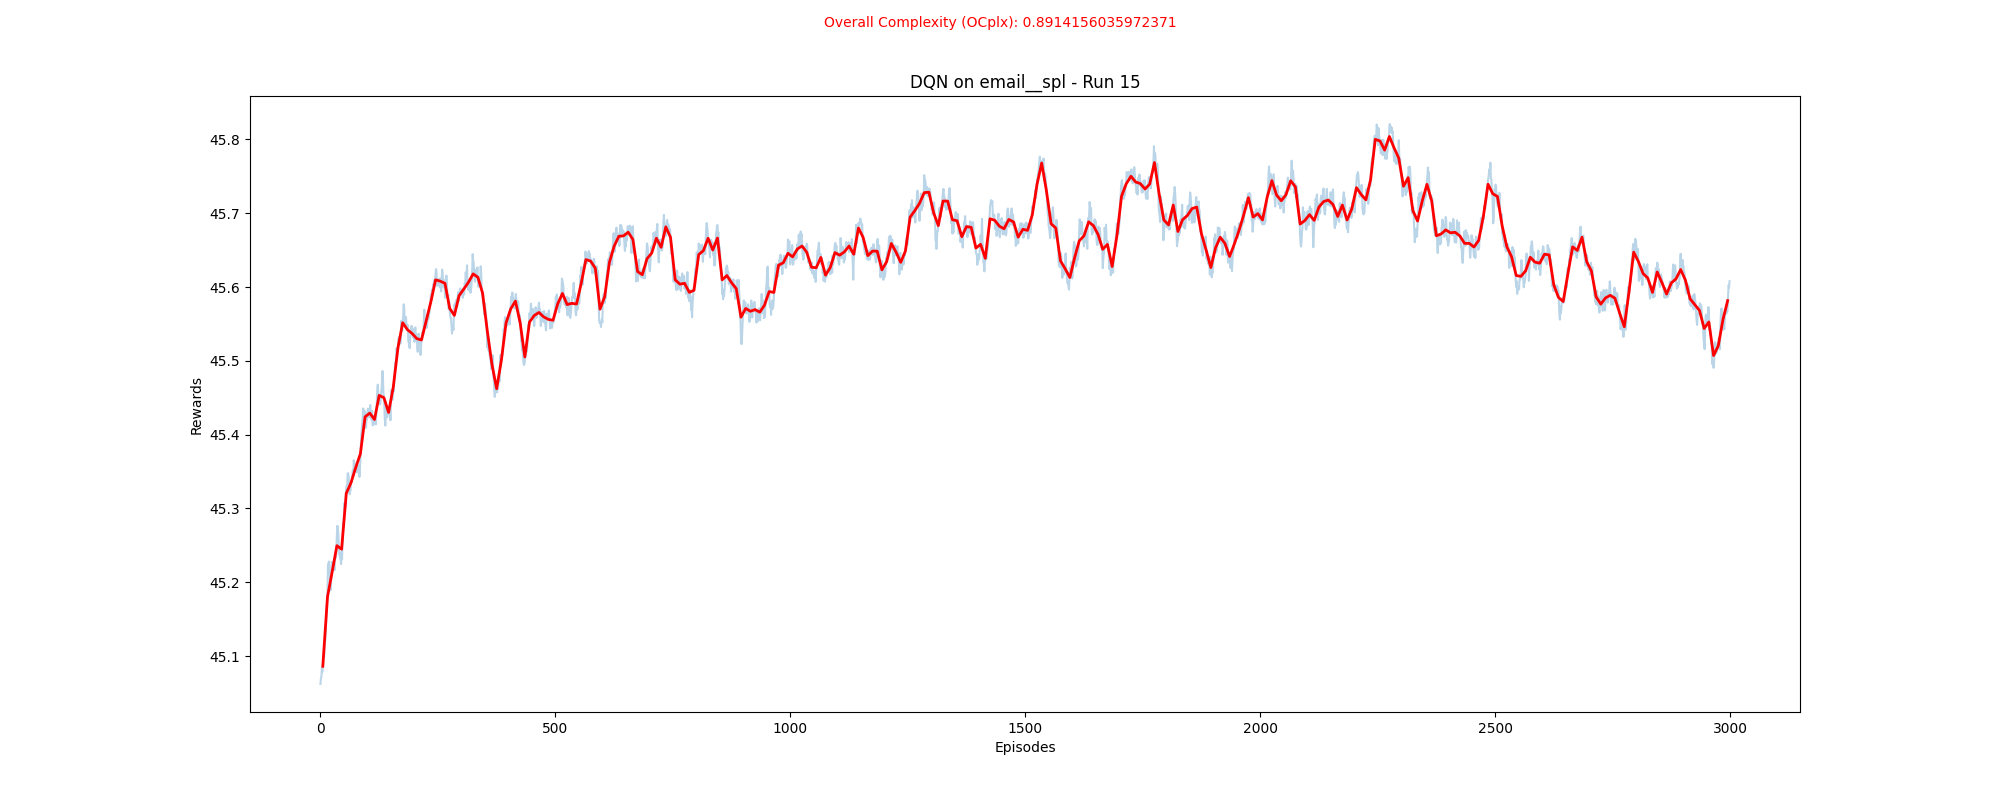 Overall Complexity (OCplx): 0.8914156035972371
DQN on email__spl - Run 15
45.8
45.7
45.6
45.5
45.4
45.3
45.2
45.1
Rewards
0 500 1000 1500 2000 2500 3000
Episodes